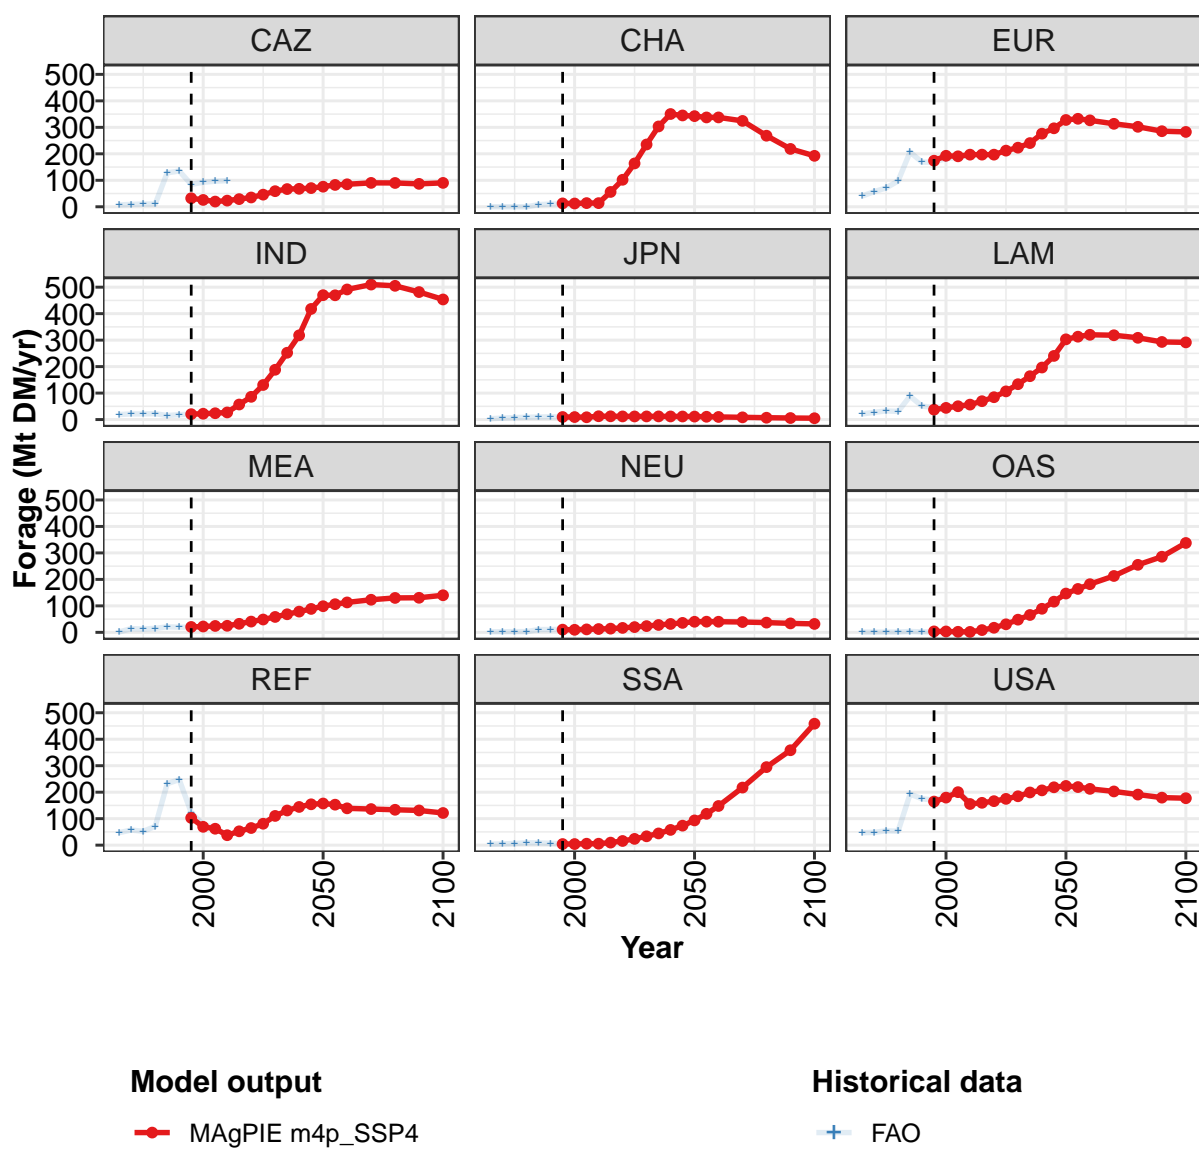 CAZ CHA EUR
500
400
300
200
100
0
IND JPN LAM
500
400
300
200
100
0
MEA NEU OAS
500
400
300
200
100
0
REF SSA USA
500
400
300
200
100
0
Forage (Mt DM/yr)
2000 2050 2100 2000 2050 2100 2000 2050 2100
Year
Model output Historical data
MAgPIE m4p_SSP4 FAO